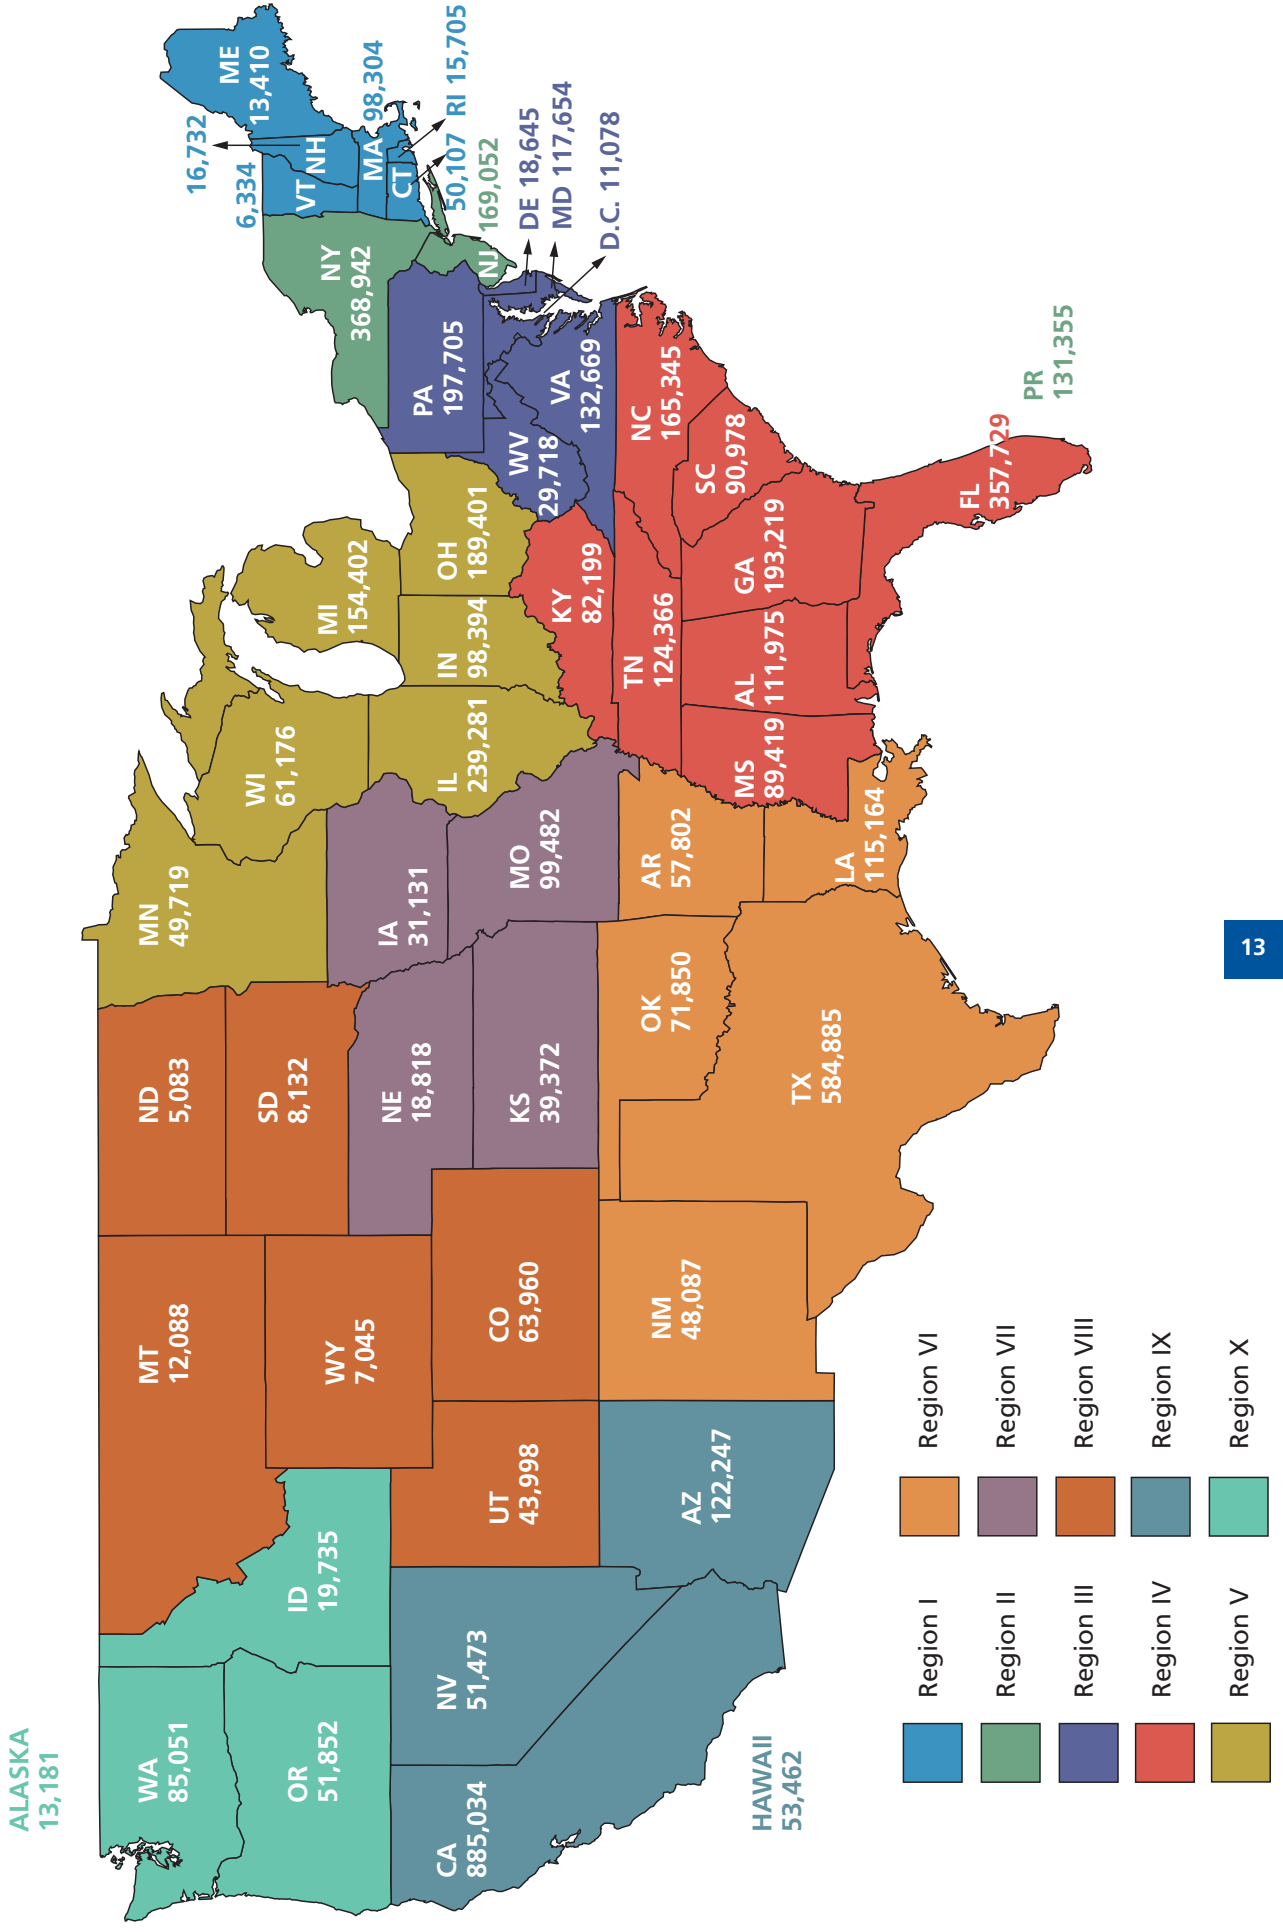 ALASKA
13,181
WA
85,051
OR
51,852
CA
885,034
HAWAII
53,462
NV
51,473
ID
19,735
MT
12,088
WY
7,045
UT
43,998
CO
63,960
AZ
122,247
NM
48,087
ND
5,083
SD
8,132
NE
18,818
KS
39,372
OK
71,850
TX
584,885
MN
49,719
IA
31,131
MO
99,482
AR
57,802
LA
115,164
WI
61,176
IL
239,281
MI
154,402
IN
98,394
OH
189,401
KY
82,199
TN
124,366
MS
89,419
AL
111,975
GA
193,219
FL
357,729
SC
90,978
NC
165,345
WV
29,718
VA
132,669
PA
197,705
NY
368,942
NJ
169,052
VT
6,334
NH
16,732
ME
13,410
MA
98,304
CT
50,107
RI 15,705
DE 18,645
MD 117,654
D.C. 11,078
PR
131,355
Region I
Region II
Region III
Region IV
Region V
Region VI
Region VII
Region VIII
Region IX
Region X
13